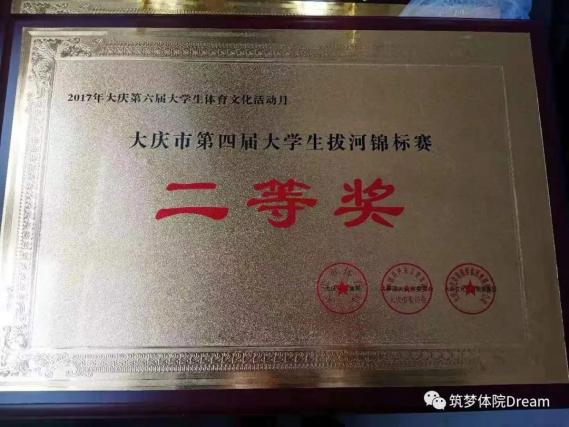 2017年大庆第六届大学生体育文化活动月
大庆市第四届大学生拔河锦标赛
二等奖
筑梦体院Dream